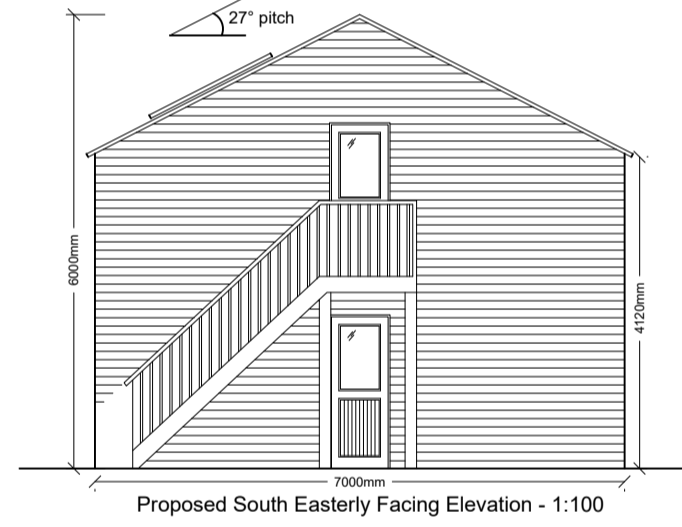 27° pitch
6000mm
4120mm
7000mm
Proposed South Easterly Facing Elevation - 1:100